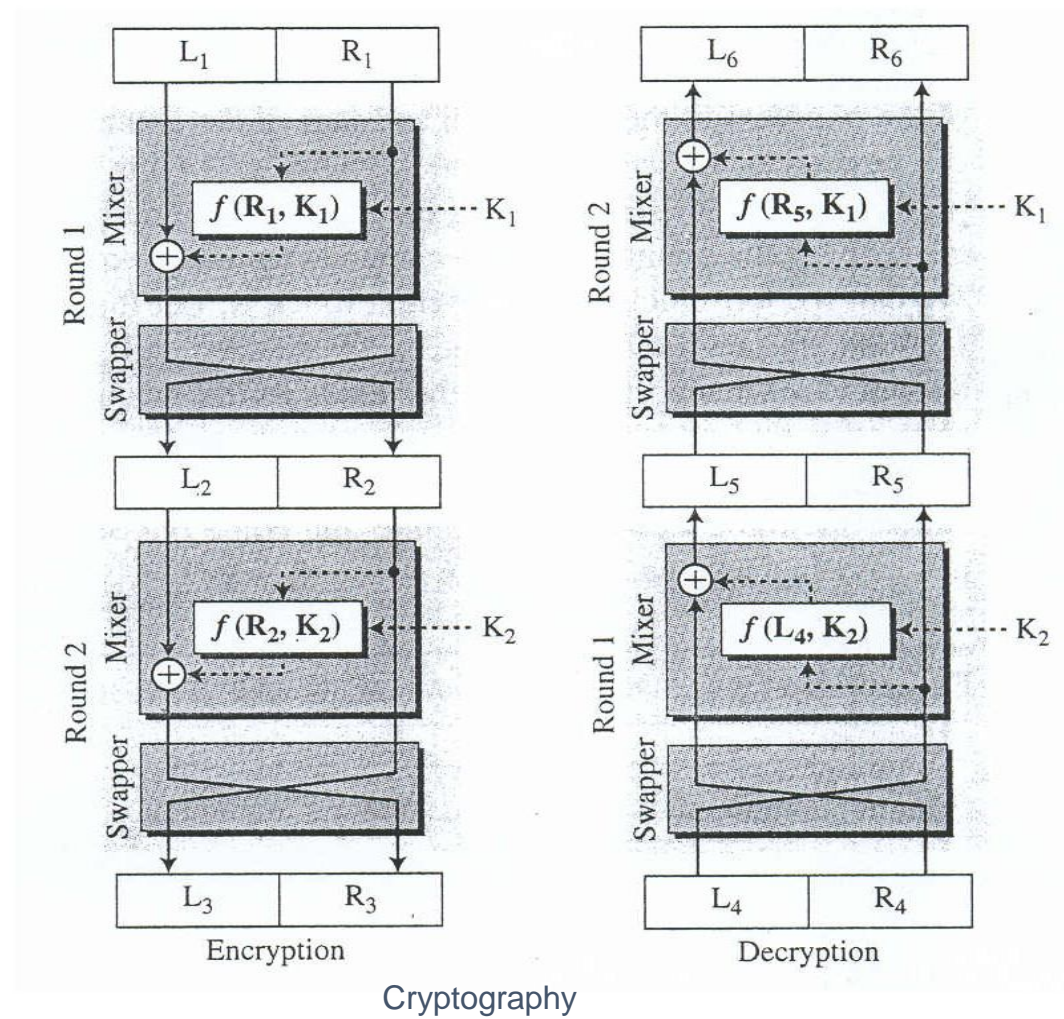 L₁ R₁
Mixer
f (R₁, K₁)
K₁
Round 1
Swapper
L₂ R₂
Mixer
f (R₂, K₂)
K₂
Round 2
Swapper
L₃ R₃
Encryption
L₆ R₆
Mixer
f (R₅, K₁)
K₁
Round 2
Swapper
L₅ R₅
Mixer
f (L₄, K₂)
K₂
Round 1
Swapper
L₄ R₄
Decryption
Cryptography